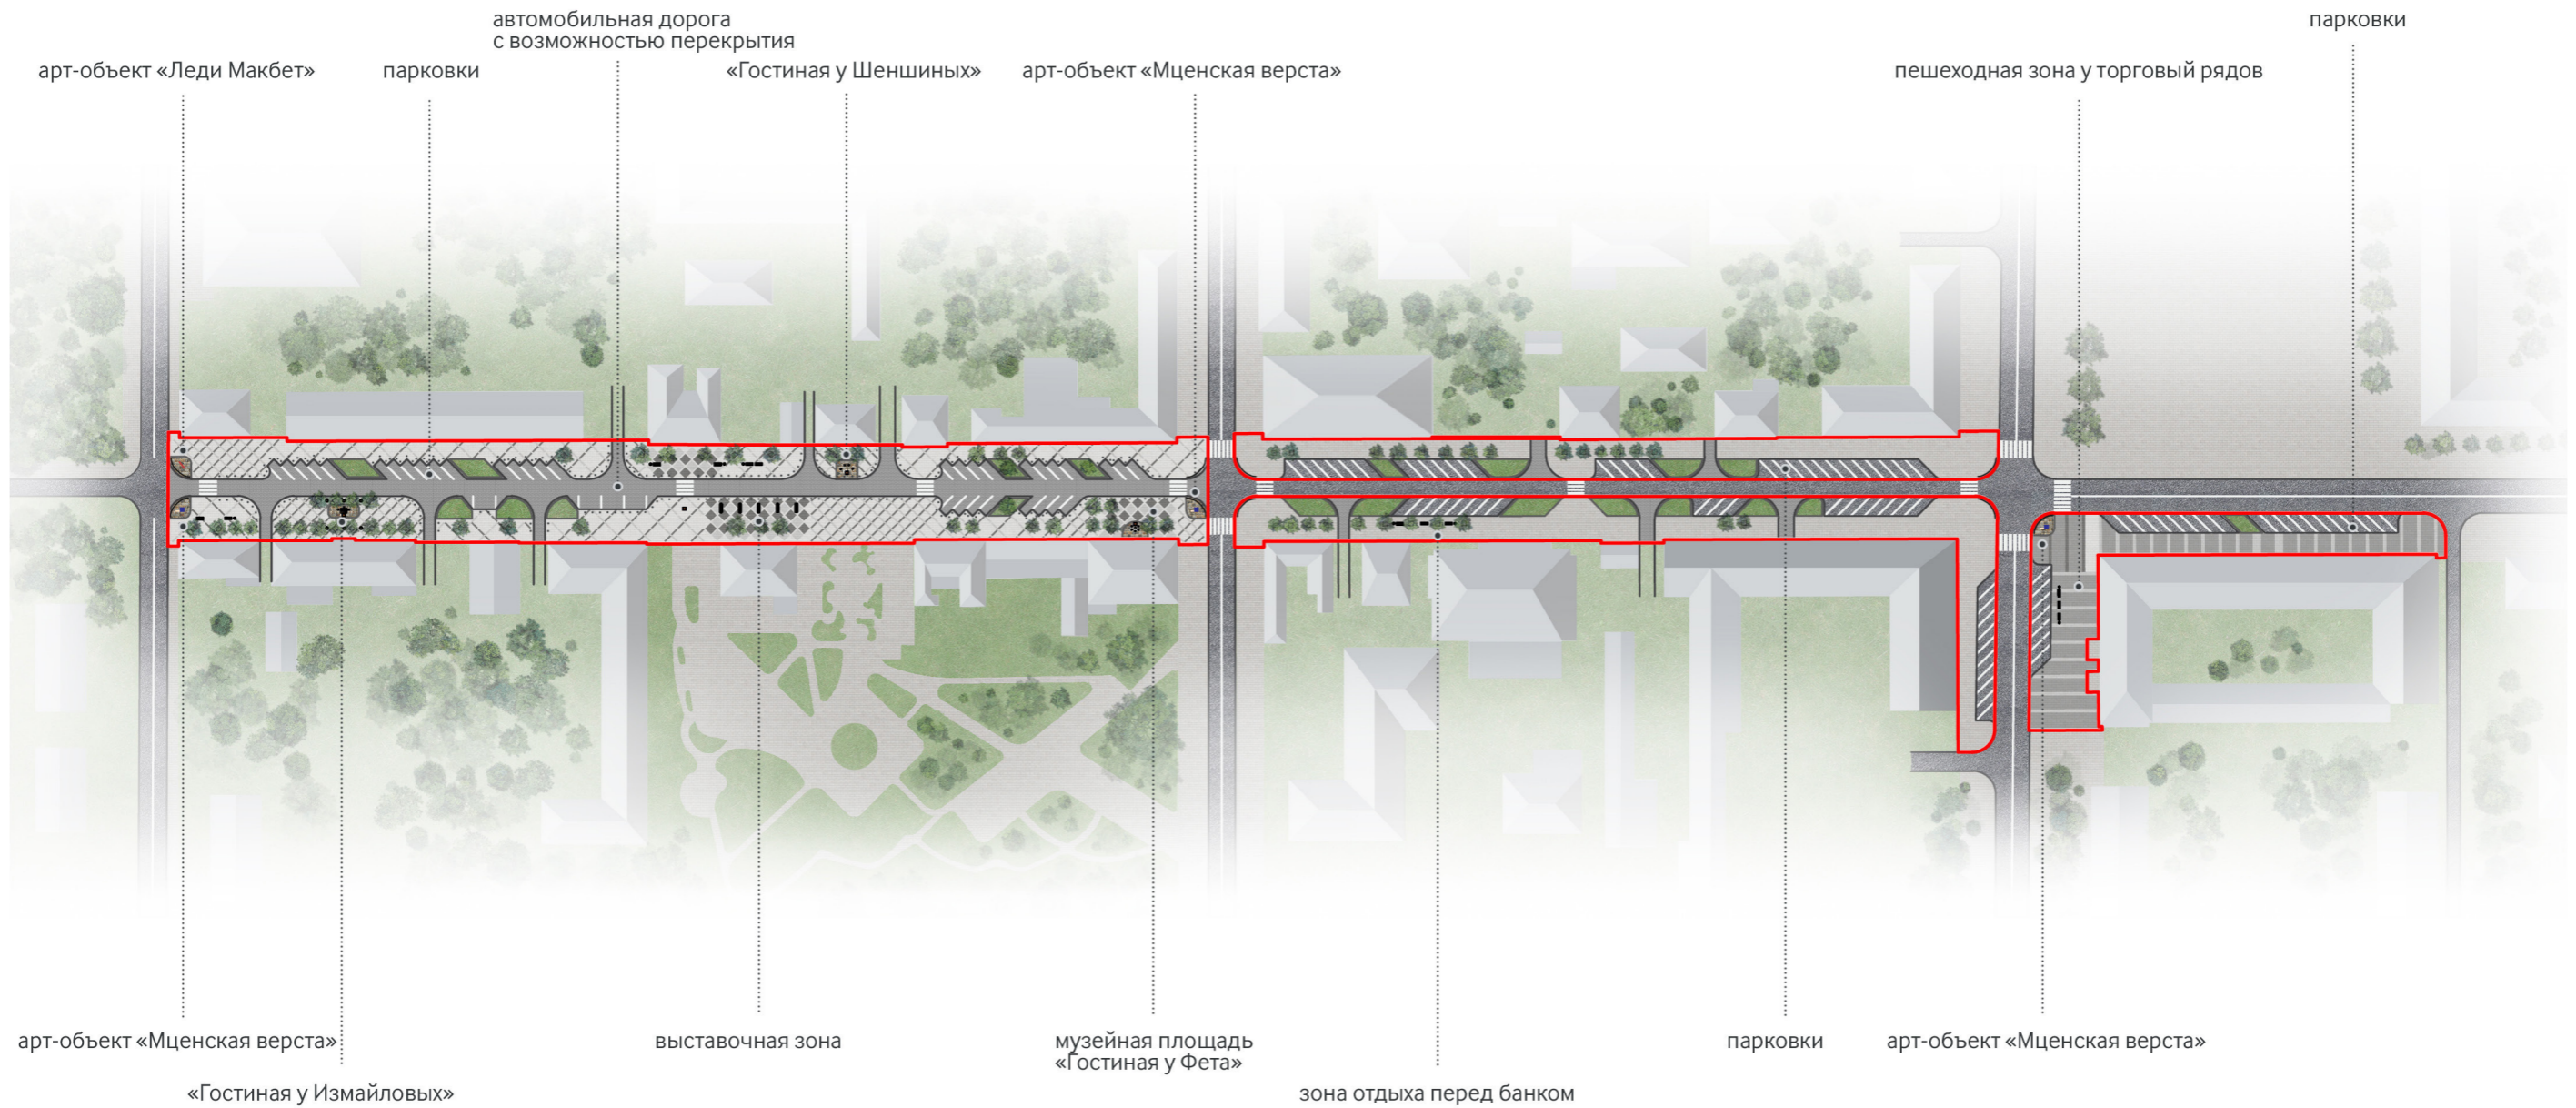 автомобильная дорога
с возможностью перекрытия
парковки
арт-объект «Леди Макбет»
парковки
«Гостиная у Шеншиных»
арт-объект «Мценская верста»
пешеходная зона у торговый рядов
арт-объект «Мценская верста»
выставочная зона
музейная площадь
«Гостиная у Фета»
парковки
арт-объект «Мценская верста»
«Гостиная у Измайловых»
зона отдыха перед банком